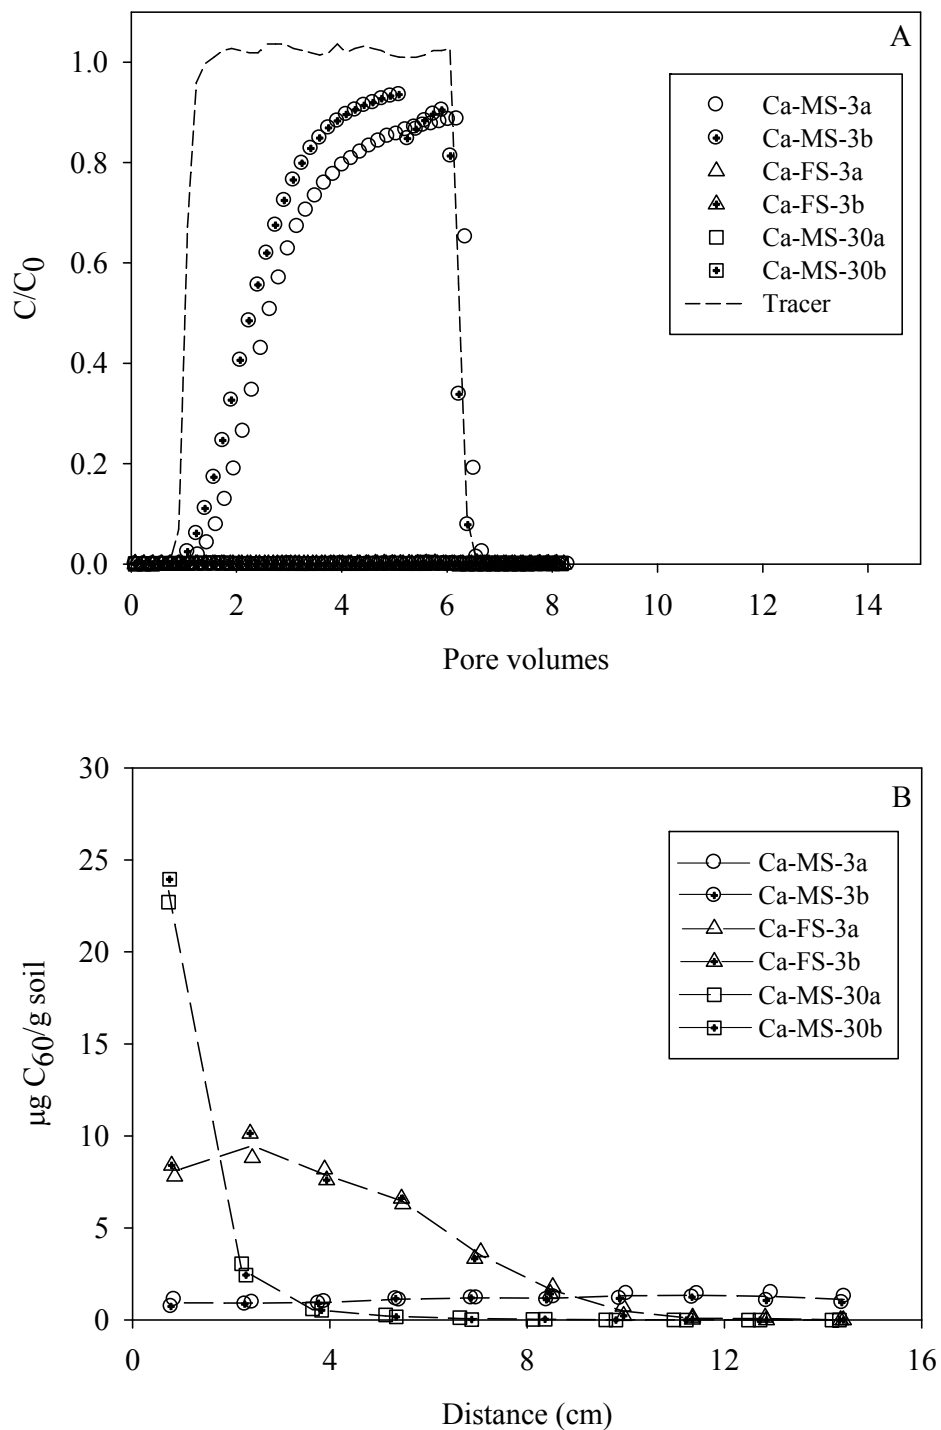 A
1.0
0.8
0.6
0.4
0.2
0.0
C/C0
0 2 4 6 8 10 12 14
Pore volumes
Ca-MS-3a
Ca-MS-3b
Ca-FS-3a
Ca-FS-3b
Ca-MS-30a
Ca-MS-30b
Tracer
B
30
25
20
15
10
5
0
µg C60/g soil
0 4 8 12 16
Distance (cm)
Ca-MS-3a
Ca-MS-3b
Ca-FS-3a
Ca-FS-3b
Ca-MS-30a
Ca-MS-30b